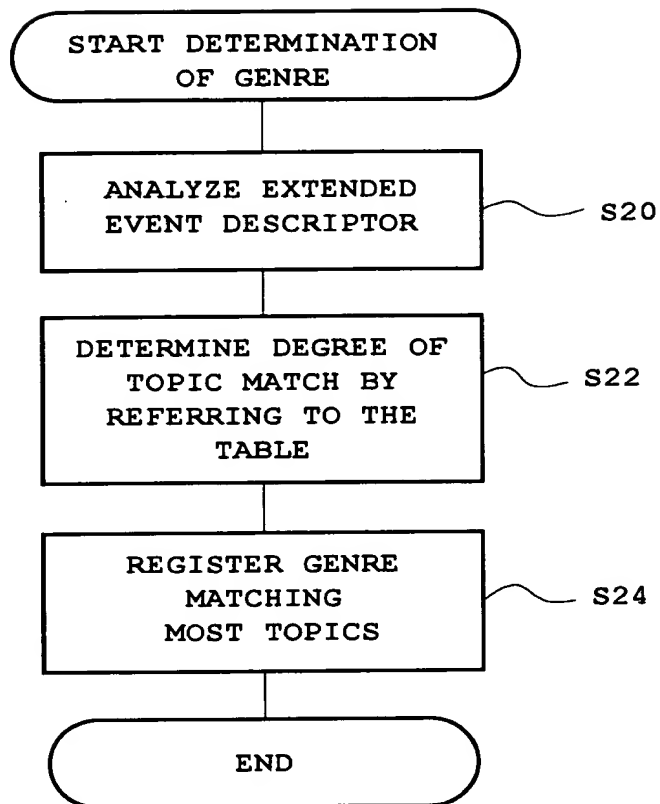 START DETERMINATION
OF GENRE
ANALYZE EXTENDED
EVENT DESCRIPTOR
S20
DETERMINE DEGREE OF
TOPIC MATCH BY
REFERRING TO THE
TABLE
S22
REGISTER GENRE
MATCHING
MOST TOPICS
S24
END